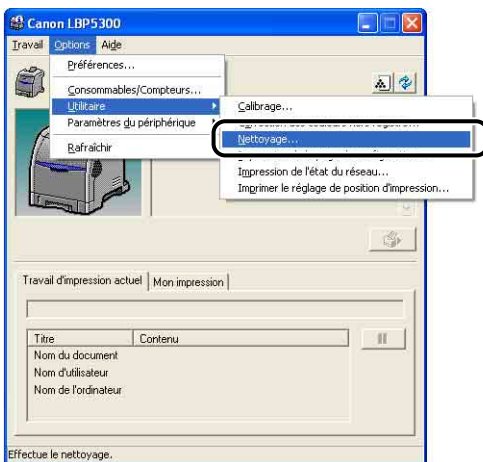 Canon LBP5300
Travail Options Aide
Préférences...
Consommables/Compteurs...
Utilitaire
Paramètres du périphérique
Rafraîchir
Calibrage...
Nettoyage...
Impression de l'état du réseau...
Imprimer le réglage de position d'impression...
Travail d'impression actuel Mon impression
Titre Contenu
Nom du document
Nom d'utilisateur
Nom de l'ordinateur
Effectue le nettoyage.